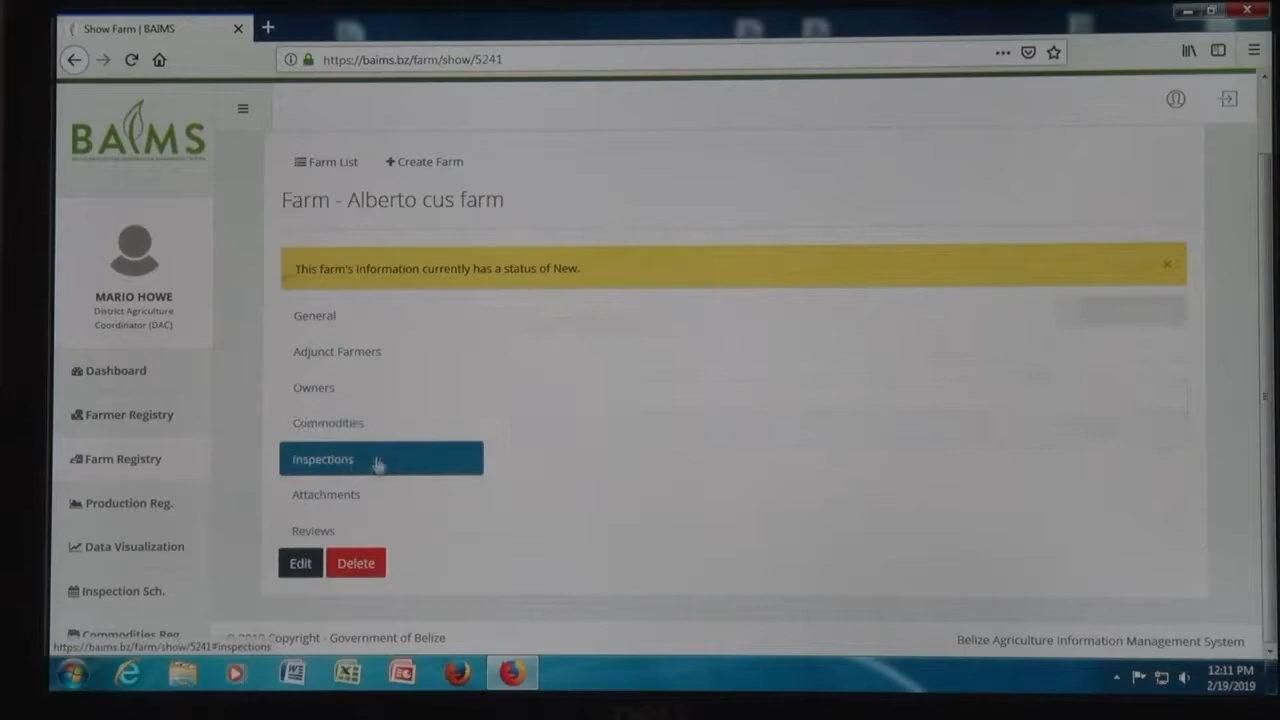 Show Farm | BAIMS
https://baims.bz/farm/show/5241
BAIMS
Farm List
Create Farm
Farm - Alberto cus farm
This farm's information currently has a status of New.
MARIO HOWE
District Agriculture
Coordinator (DAC)
Dashboard
Farmer Registry
Farm Registry
Production Reg.
Data Visualization
Inspection Sch.
Commodities Reg.
General
Adjunct Farmers
Owners
Commodities
Inspections
Attachments
Reviews
Edit
Delete
https://baims.bz/farm/show/5241#inspections
© 2019 Copyright - Government of Belize
Belize Agriculture Information Management System
12:11 PM
2/19/2019